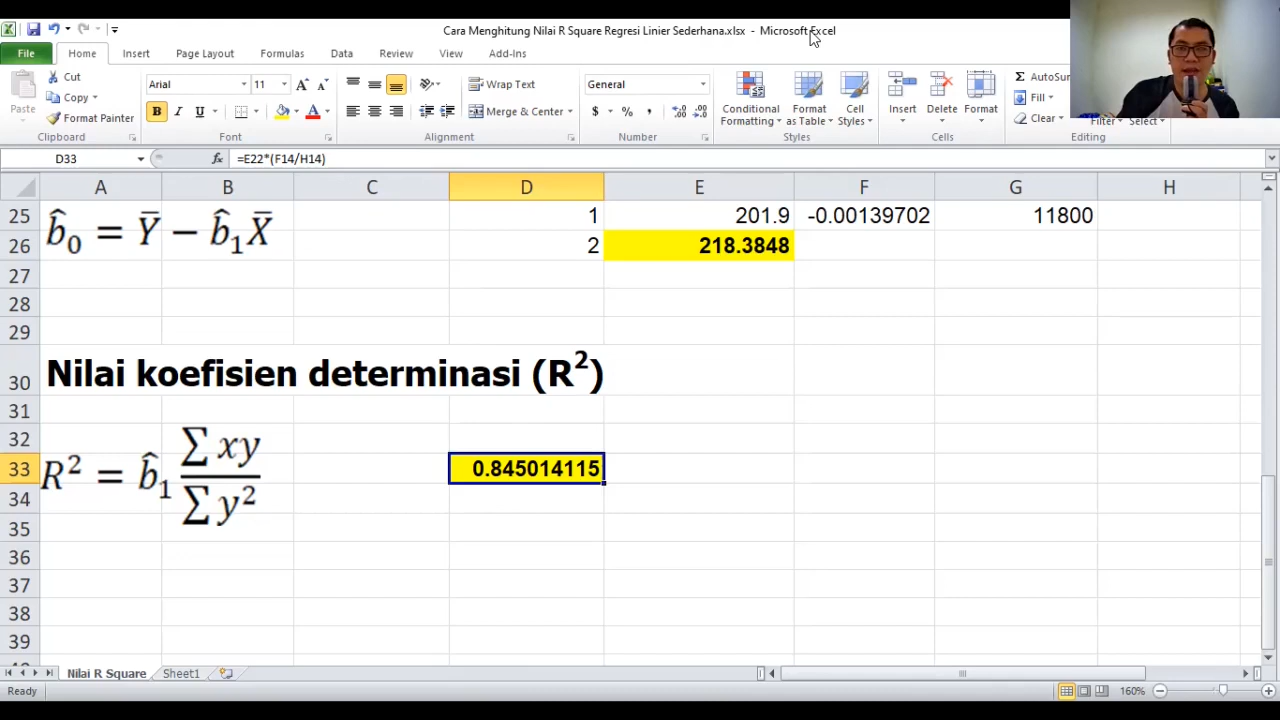 Cara Menghitung Nilai R Square Regresi Linier Sederhana.xlsx - Microsoft Excel
File Home Insert Page Layout Formulas Data Review View Add-Ins
Paste
Cut
Copy
Format Painter
Clipboard
Arial 11
B I U
Font
Wrap Text
Merge & Center
Alignment
General
$ % ,
Number
Conditional Formatting
Format as Table
Cell Styles
Styles
Insert
Delete
Format
Cells
Σ AutoSum
Fill
Clear
Filter Select
Editing
D33 fx =E22*(F14/H14)
A B C D E F G H
25 1 201.9 -0.00139702 11800
b̂₀ = Ȳ − b̂₁X̄
26 2 218.3848
27
28
29
30 Nilai koefisien determinasi (R²)
31
32
33 0.845014115
R² = b̂₁ ∑xy / ∑y²
34
35
36
37
38
39
Nilai R Square Sheet1
Ready 160%